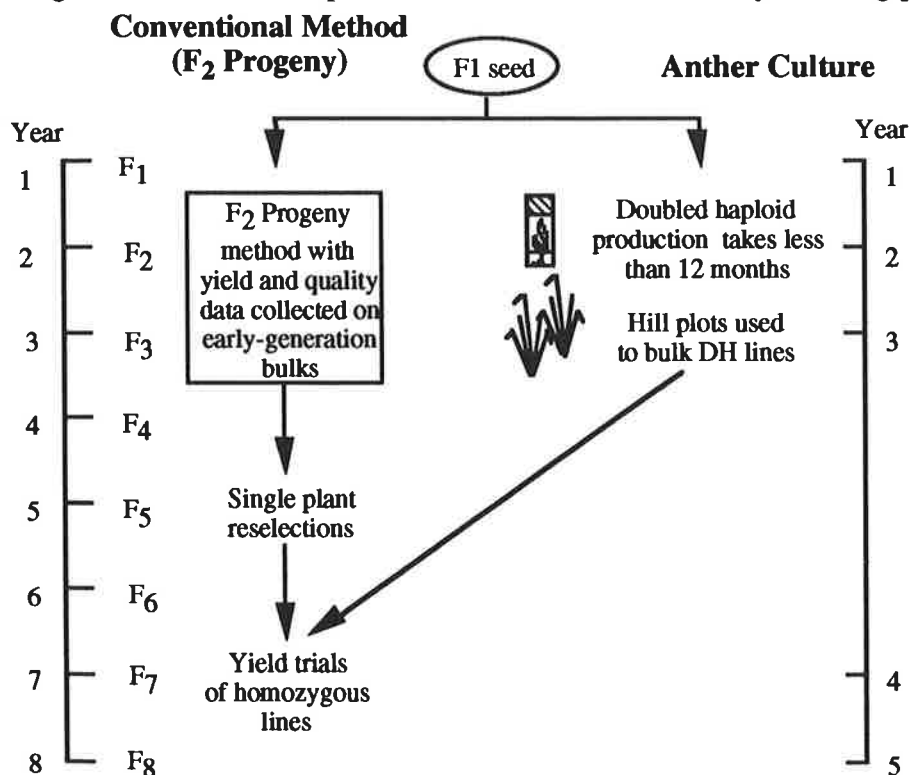 Conventional Method
(F2 Progeny)
F1 seed
Anther Culture
Year
1
2
3
4
5
6
7
8
F1
F2
F3
F4
F5
F6
F7
F8
F2 Progeny
method with
yield and quality
data collected on
early-generation
bulks
Single plant
reselections
Yield trials
of homozygous
lines
Doubled haploid
production takes less
than 12 months
Hill plots used
to bulk DH lines
Year
1
2
3
4
5